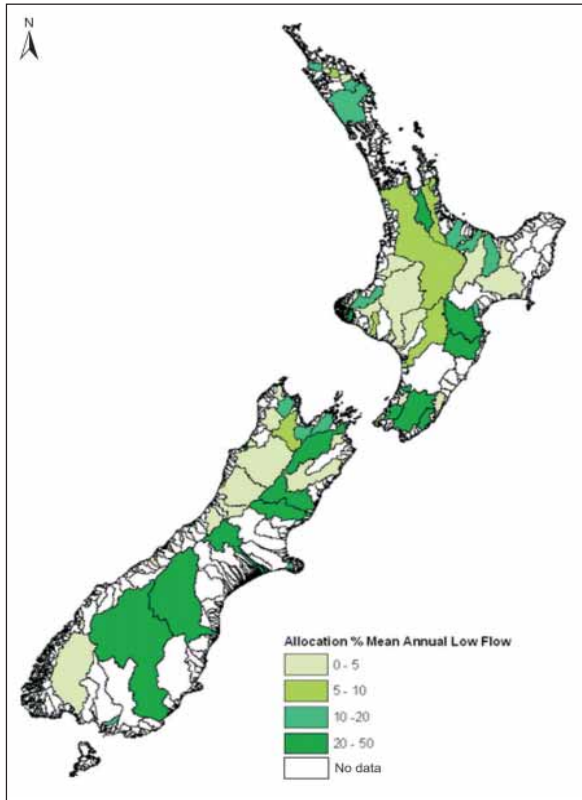 N
Allocation % Mean Annual Low Flow
0 - 5
5 - 10
10 -20
20 - 50
No data